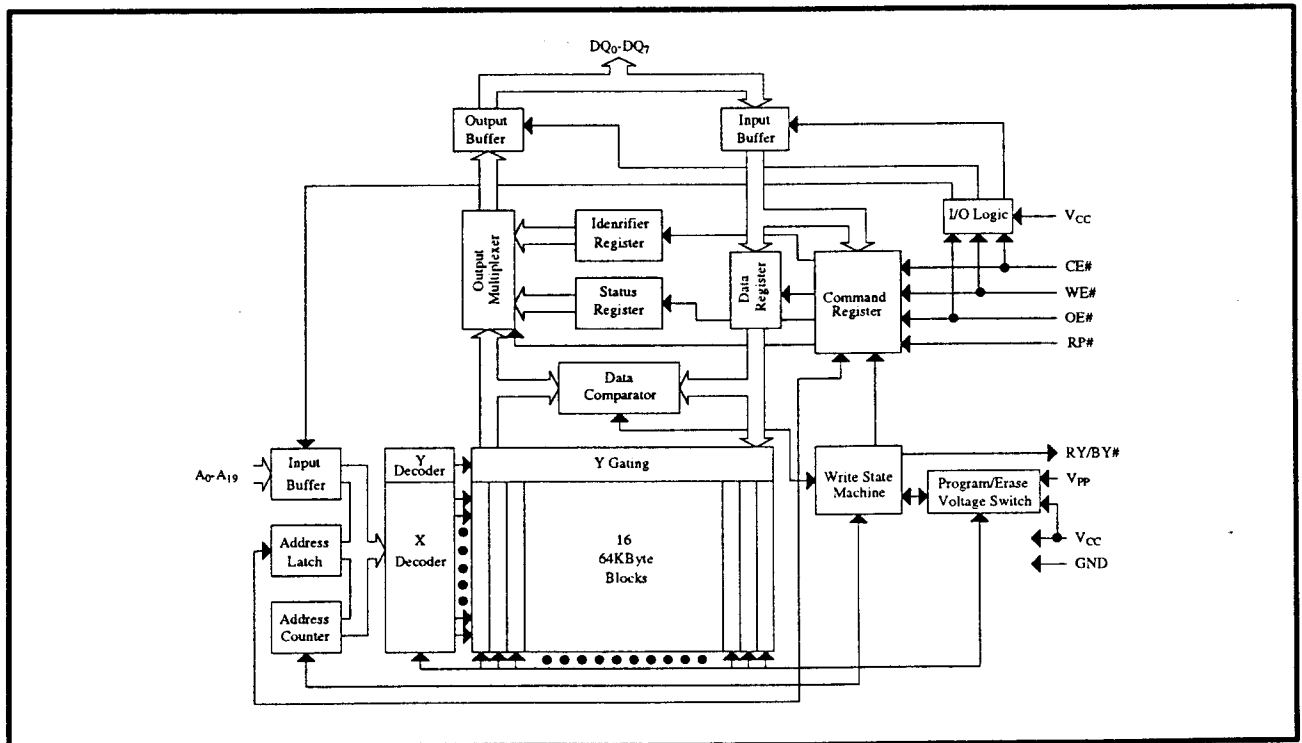 DQ0-DQ7
Output
Buffer
Input
Buffer
Output
Multiplexer
Idenrifier
Register
Status
Register
Data
Register
Command
Register
I/O Logic
VCC
CE#
WE#
OE#
RP#
Data
Comparator
A0-A19
Input
Buffer
Y
Decoder
Y Gating
Address
Latch
X
Decoder
Address
Counter
16
64KByte
Blocks
Write State
Machine
Program/Erase
Voltage Switch
RY/BY#
VPP
VCC
GND